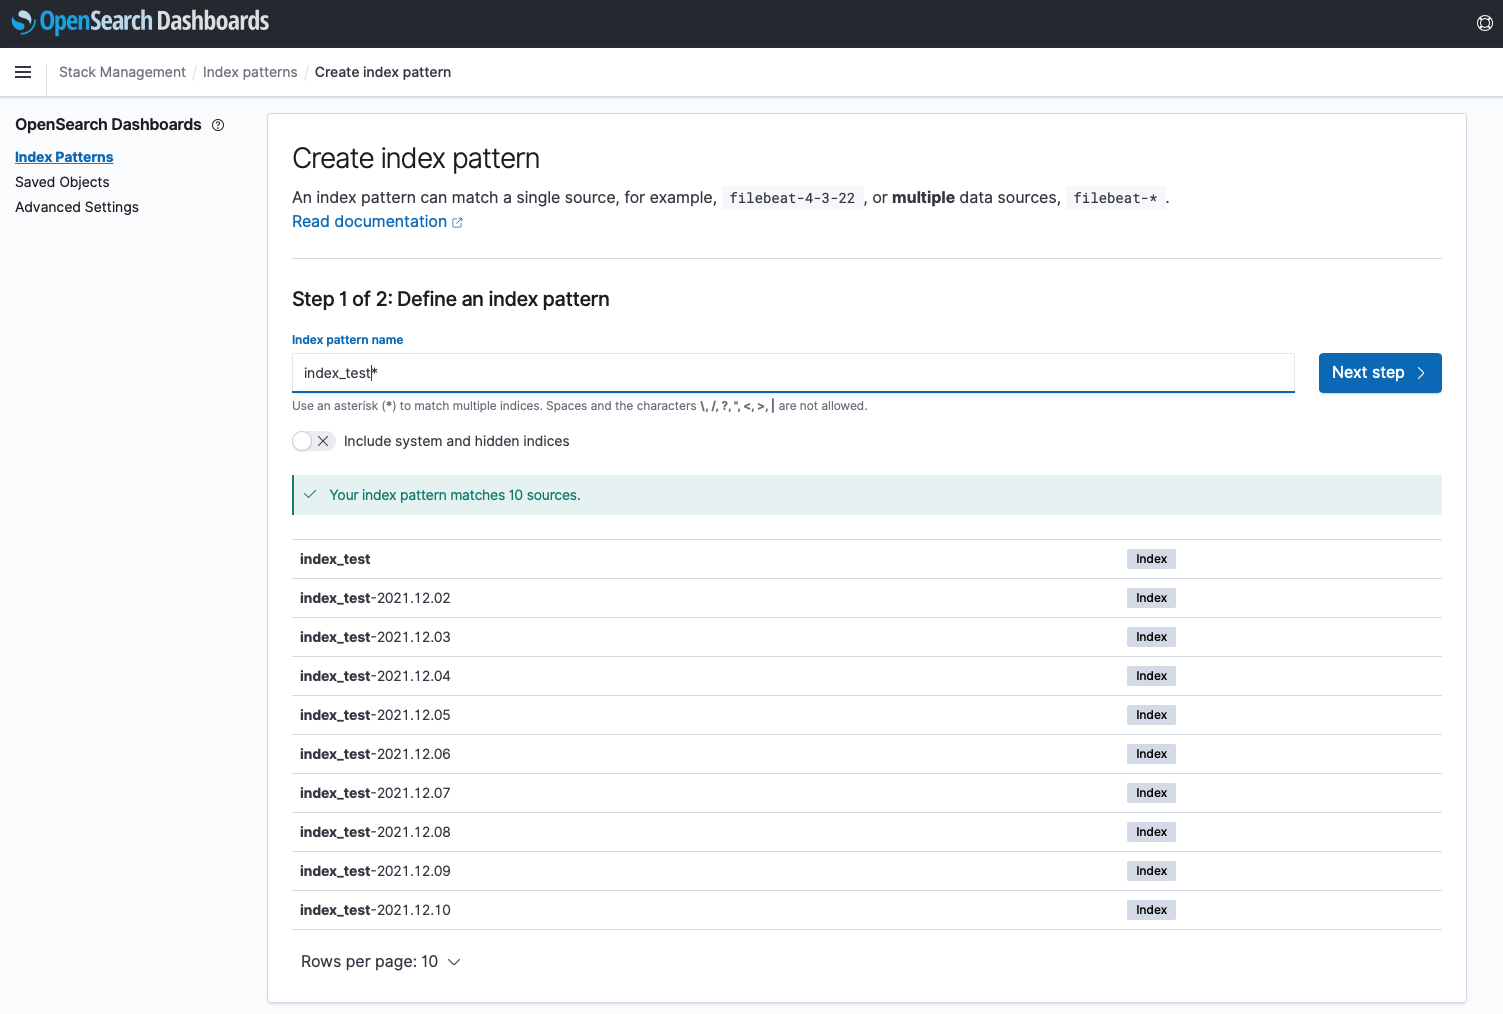 OpenSearch Dashboards
Stack Management / Index patterns / Create index pattern
OpenSearch Dashboards
Index Patterns
Saved Objects
Advanced Settings
Create index pattern
An index pattern can match a single source, for example, filebeat-4-3-22 , or multiple data sources, filebeat-* .
Read documentation
Step 1 of 2: Define an index pattern
Index pattern name
index_test*
Next step
Use an asterisk (*) to match multiple indices. Spaces and the characters \, /, ?, ", <, >, | are not allowed.
Include system and hidden indices
Your index pattern matches 10 sources.
index_test Index
index_test-2021.12.02 Index
index_test-2021.12.03 Index
index_test-2021.12.04 Index
index_test-2021.12.05 Index
index_test-2021.12.06 Index
index_test-2021.12.07 Index
index_test-2021.12.08 Index
index_test-2021.12.09 Index
index_test-2021.12.10 Index
Rows per page: 10